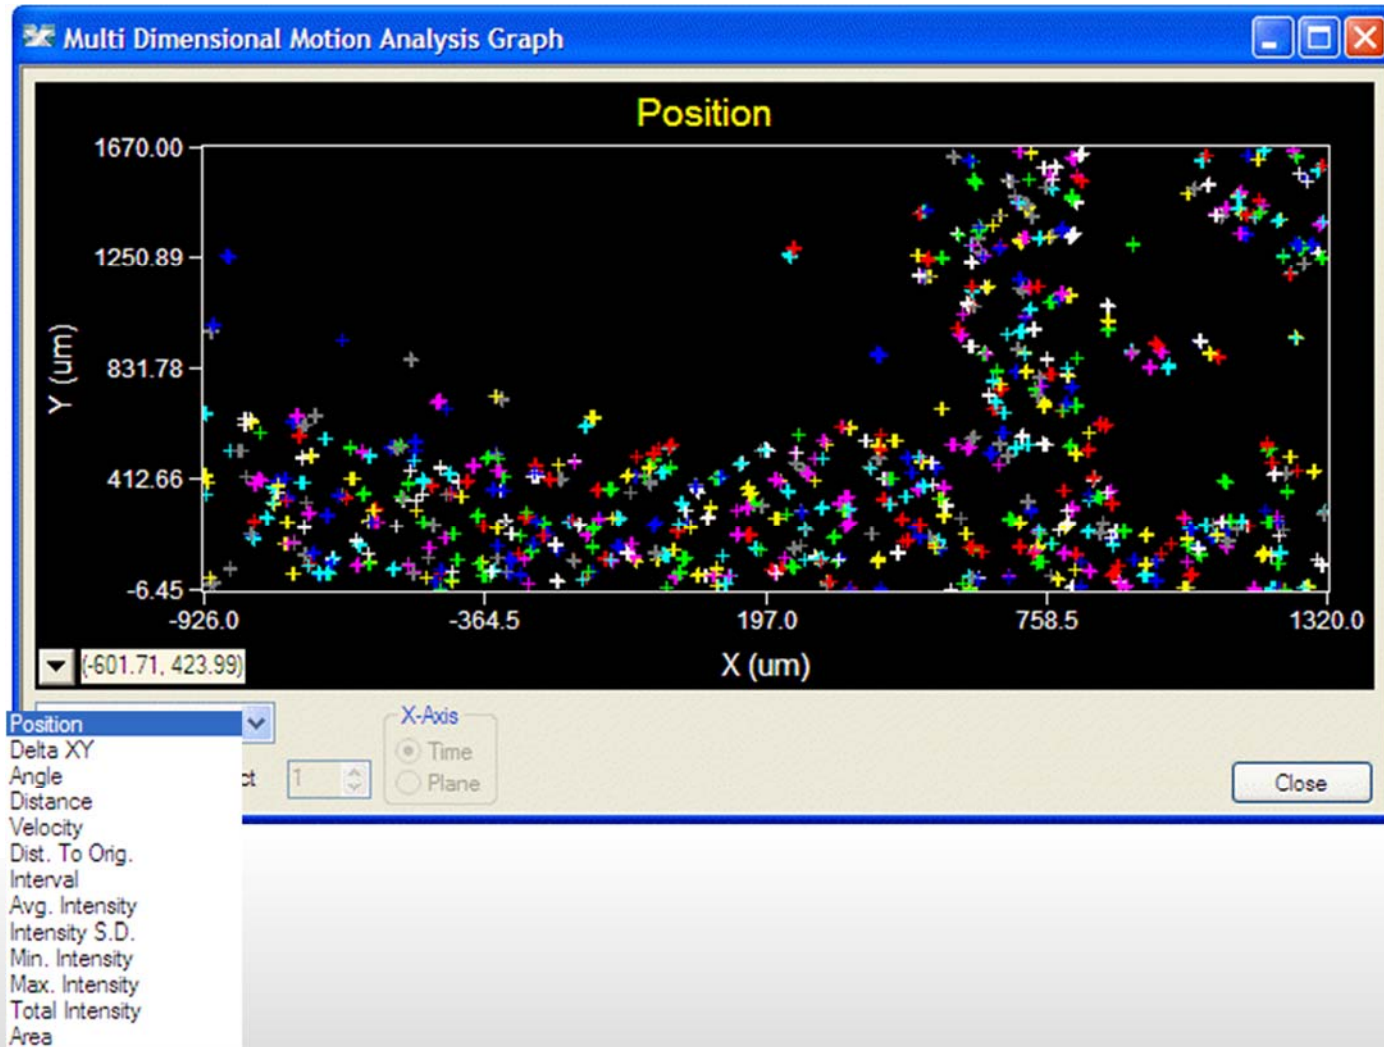 Multi Dimensional Motion Analysis Graph
Position
1670.00
1250.89
831.78
412.66
-6.45
Y (um)
-926.0 -364.5 197.0 758.5 1320.0
X (um)
(-601.71, 423.99)
Position
Delta XY
Angle
Distance
Velocity
Dist. To Orig.
Interval
Avg. Intensity
Intensity S.D.
Min. Intensity
Max. Intensity
Total Intensity
Area
ct 1
X-Axis
Time
Plane
Close